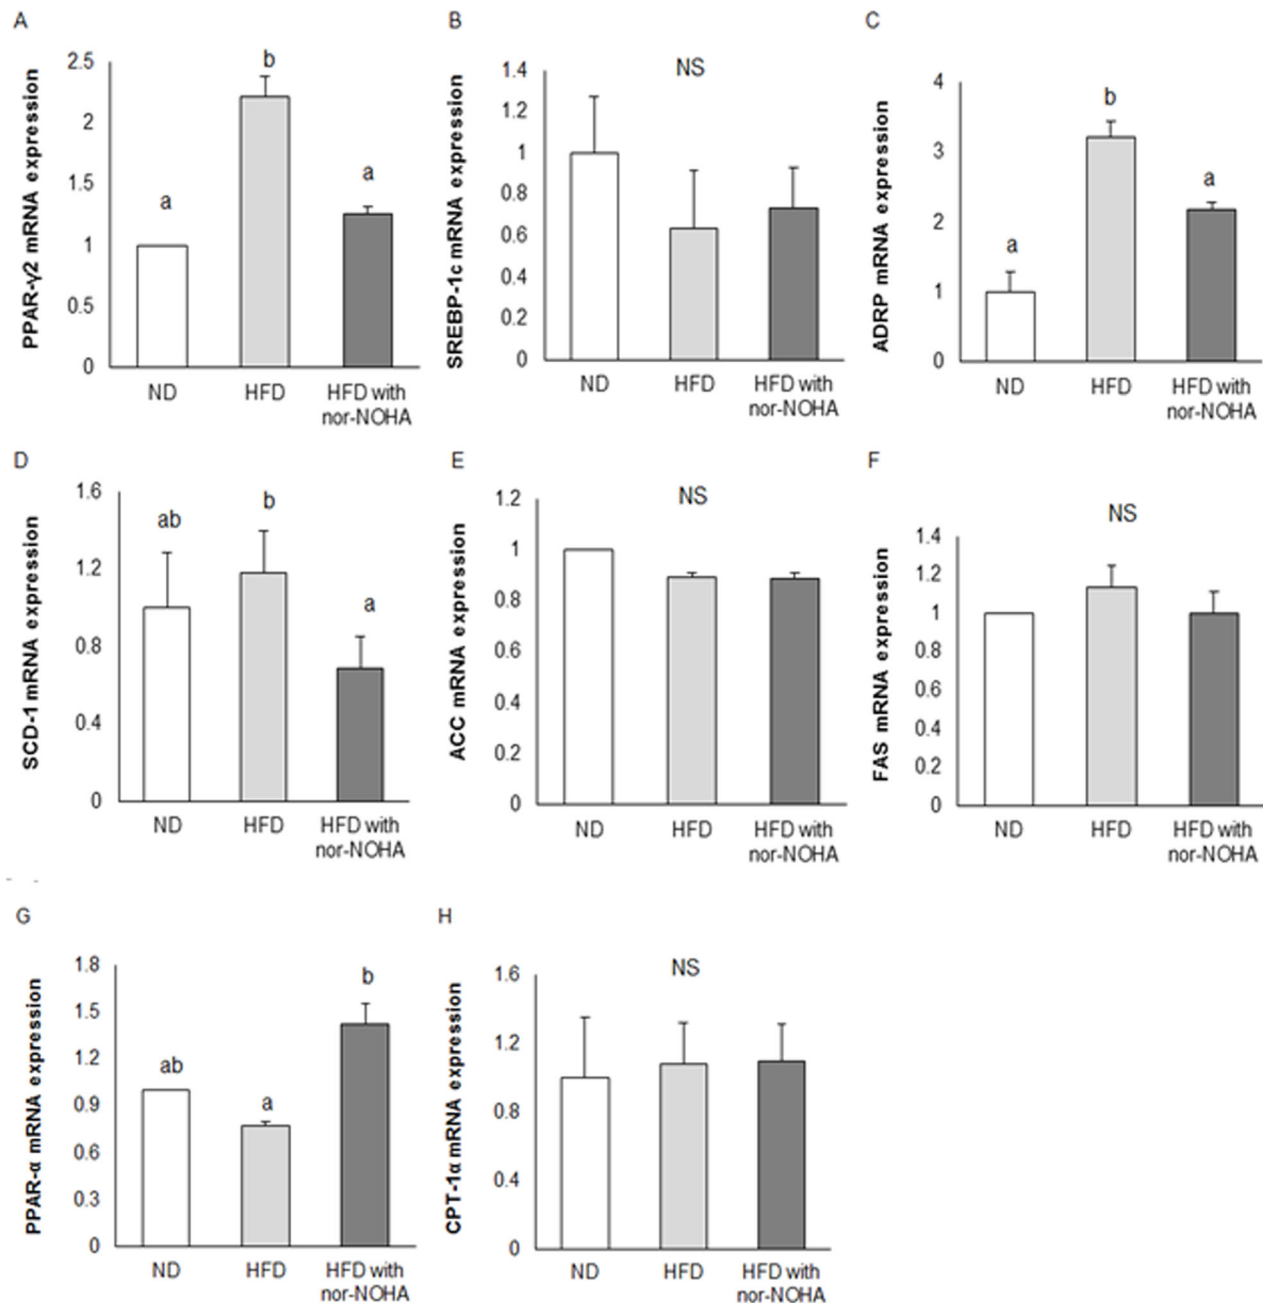 A
PPAR-γ2 mRNA expression
2.5
2
1.5
1
0.5
0
a
b
a
ND
HFD
HFD with
nor-NOHA
B
SREBP-1c mRNA expression
1.4
1.2
1
0.8
0.6
0.4
0.2
0
NS
ND
HFD
HFD with
nor-NOHA
C
ADRP mRNA expression
4
3
2
1
0
a
b
a
ND
HFD
HFD with
nor-NOHA
D
SCD-1 mRNA expression
1.6
1.2
0.8
0.4
0
ab
b
a
ND
HFD
HFD with
nor-NOHA
E
ACC mRNA expression
1.2
1
0.8
0.6
0.4
0.2
0
NS
ND
HFD
HFD with
nor-NOHA
F
FAS mRNA expression
1.4
1.2
1
0.8
0.6
0.4
0.2
0
NS
ND
HFD
HFD with
nor-NOHA
G
PPAR-α mRNA expression
1.8
1.5
1.2
0.9
0.6
0.3
0
ab
a
b
ND
HFD
HFD with
nor-NOHA
H
CPT-1α mRNA expression
1.6
1.2
0.8
0.4
0
NS
ND
HFD
HFD with
nor-NOHA